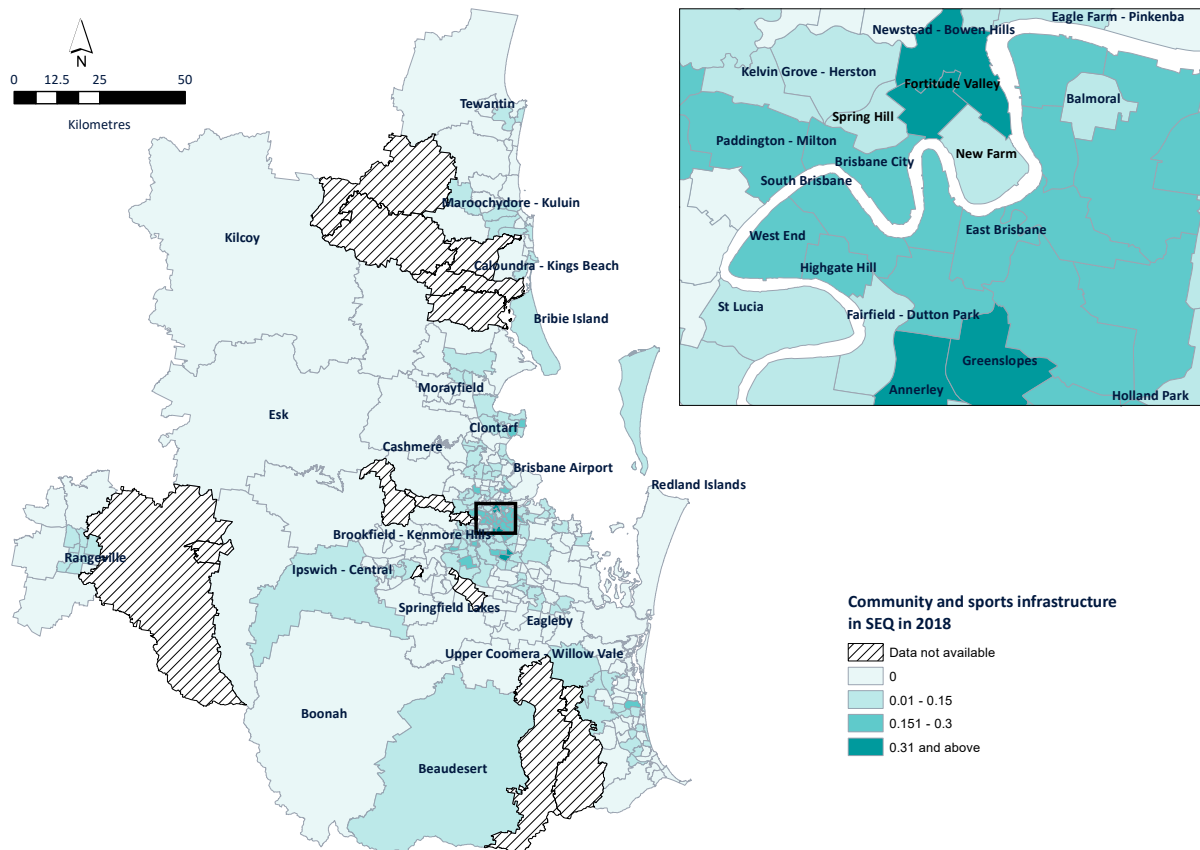 N
0 12.5 25 50
Kilometres
Tewantin
Maroochydore - Kuluin
Kilcoy
Caloundra - Kings Beach
Bribie Island
Morayfield
Esk
Clontarf
Cashmere
Brisbane Airport
Redland Islands
Brookfield - Kenmore Hills
Rangeville
Ipswich - Central
Springfield Lakes
Eagleby
Upper Coomera - Willow Vale
Boonah
Beaudesert
Eagle Farm - Pinkenba
Newstead - Bowen Hills
Kelvin Grove - Herston
Fortitude Valley
Balmoral
Spring Hill
Paddington - Milton
New Farm
Brisbane City
South Brisbane
East Brisbane
West End
Highgate Hill
St Lucia
Fairfield - Dutton Park
Greenslopes
Annerley
Holland Park
Community and sports infrastructure
in SEQ in 2018
Data not available
0
0.01 - 0.15
0.151 - 0.3
0.31 and above